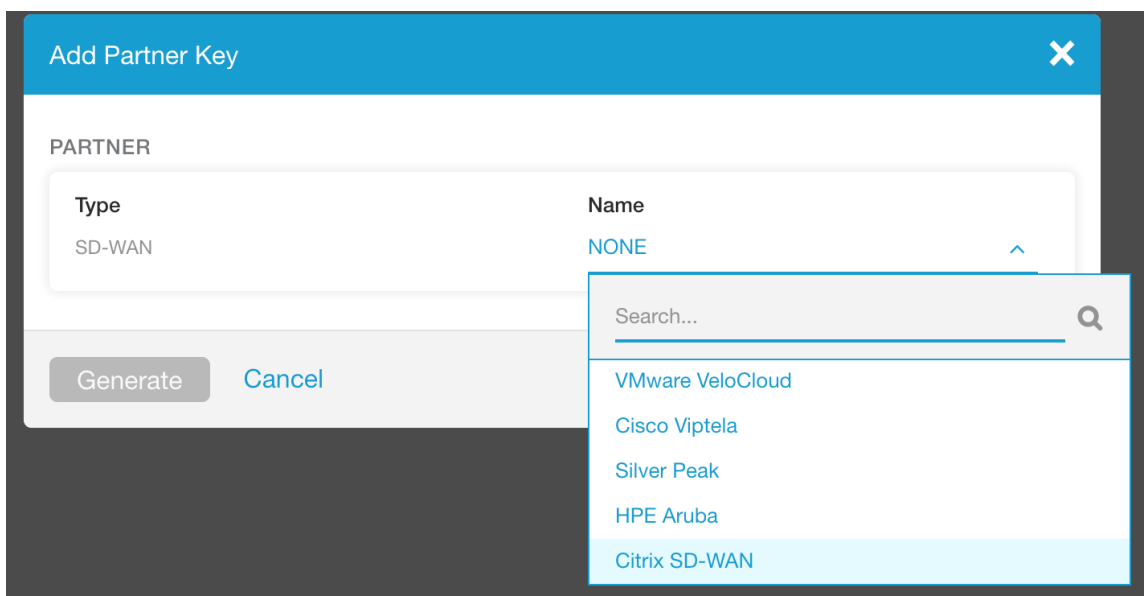 Add Partner Key
PARTNER
Type
Name
SD-WAN
NONE
Search...
Generate
Cancel
VMware VeloCloud
Cisco Viptela
Silver Peak
HPE Aruba
Citrix SD-WAN